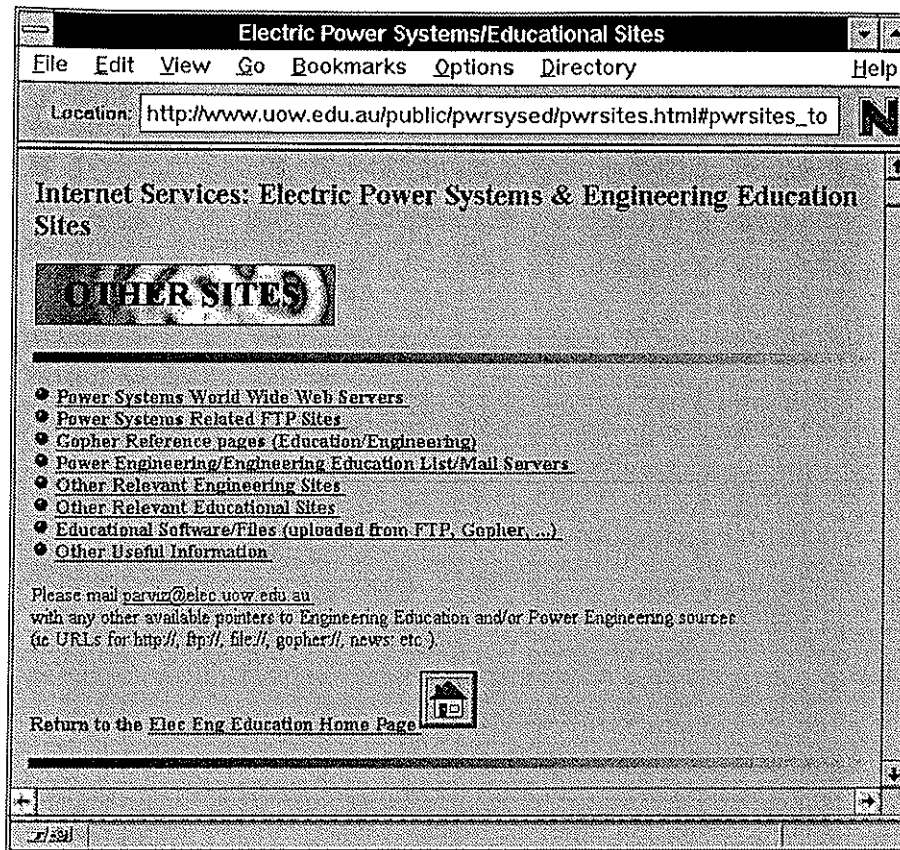 Electric Power Systems/Educational Sites
File Edit View Go Bookmarks Options Directory Help
Location: http://www.uow.edu.au/public/pwrsysed/pwrsites.html#pwrsites_to
N
Internet Services: Electric Power Systems & Engineering Education
Sites
OTHER SITES
Power Systems World Wide Web Servers
Power Systems Related FTP Sites
Gopher Reference pages (Education/Engineering)
Power Engineering/Engineering Education List/Mail Servers
Other Relevant Engineering Sites
Other Relevant Educational Sites
Educational Software/Files (uploaded from FTP, Gopher, ...)
Other Useful Information
Please mail parviz@elec.uow.edu.au
with any other available pointers to Engineering Education and/or Power Engineering sources
(ie URLs for http://, ftp://, file://, gopher://, news: etc.).
Return to the Elec Eng Education Home Page